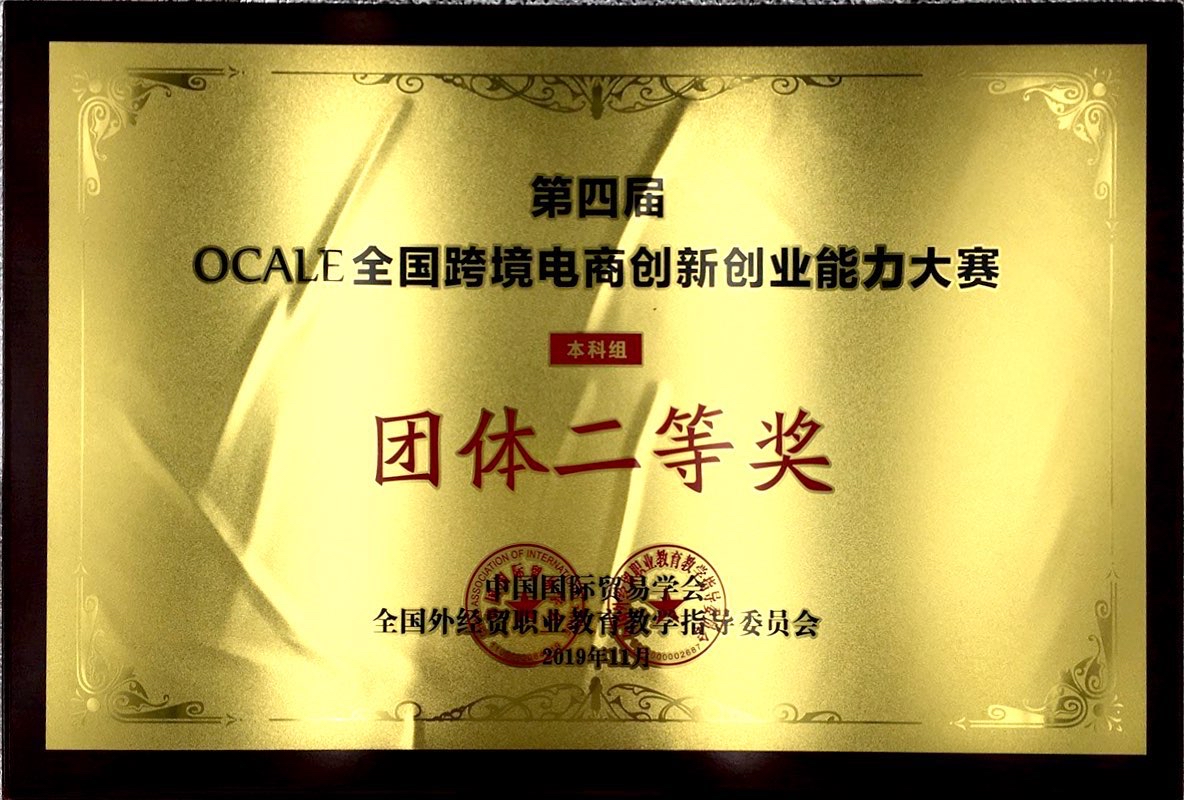 第四届
OCALE全国跨境电商创新创业能力大赛
本科组
团体二等奖
中国国际贸易学会
全国外经贸职业教育教学指导委员会
2019年11月